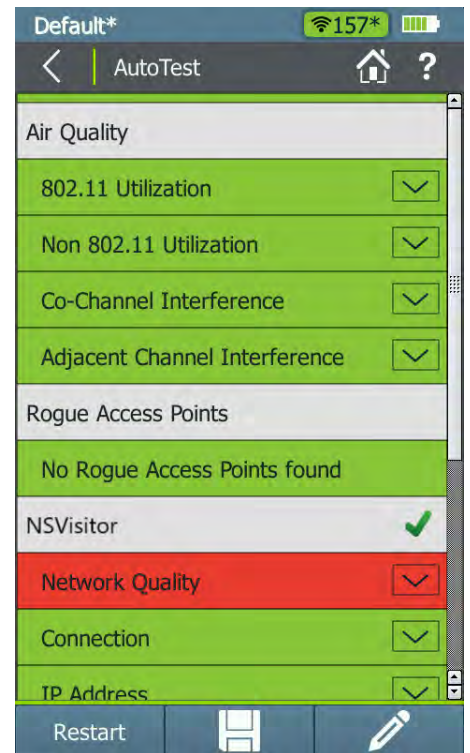 Default*
157*
AutoTest
?
Air Quality
802.11 Utilization
Non 802.11 Utilization
Co-Channel Interference
Adjacent Channel Interference
Rogue Access Points
No Rogue Access Points found
NSVisitor
Network Quality
Connection
IP Address
Restart